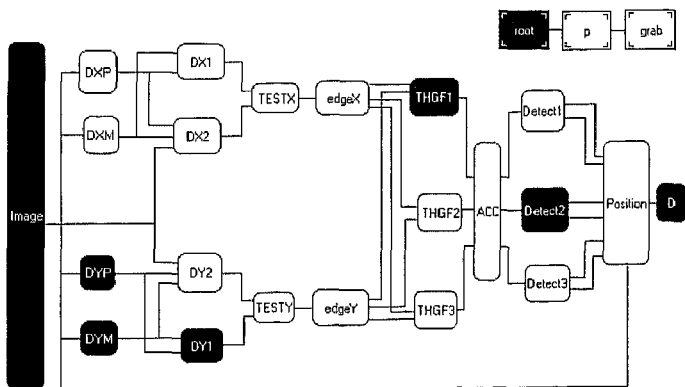 root
p
grab
DXP
DX1
TESTX
edgeX
THGF1
Detect1
DXM
DX2
Image
THGF2
ACC
Detect2
Position
D
DYP
DY2
TESTY
edgeY
THGF3
Detect3
DYM
DY1